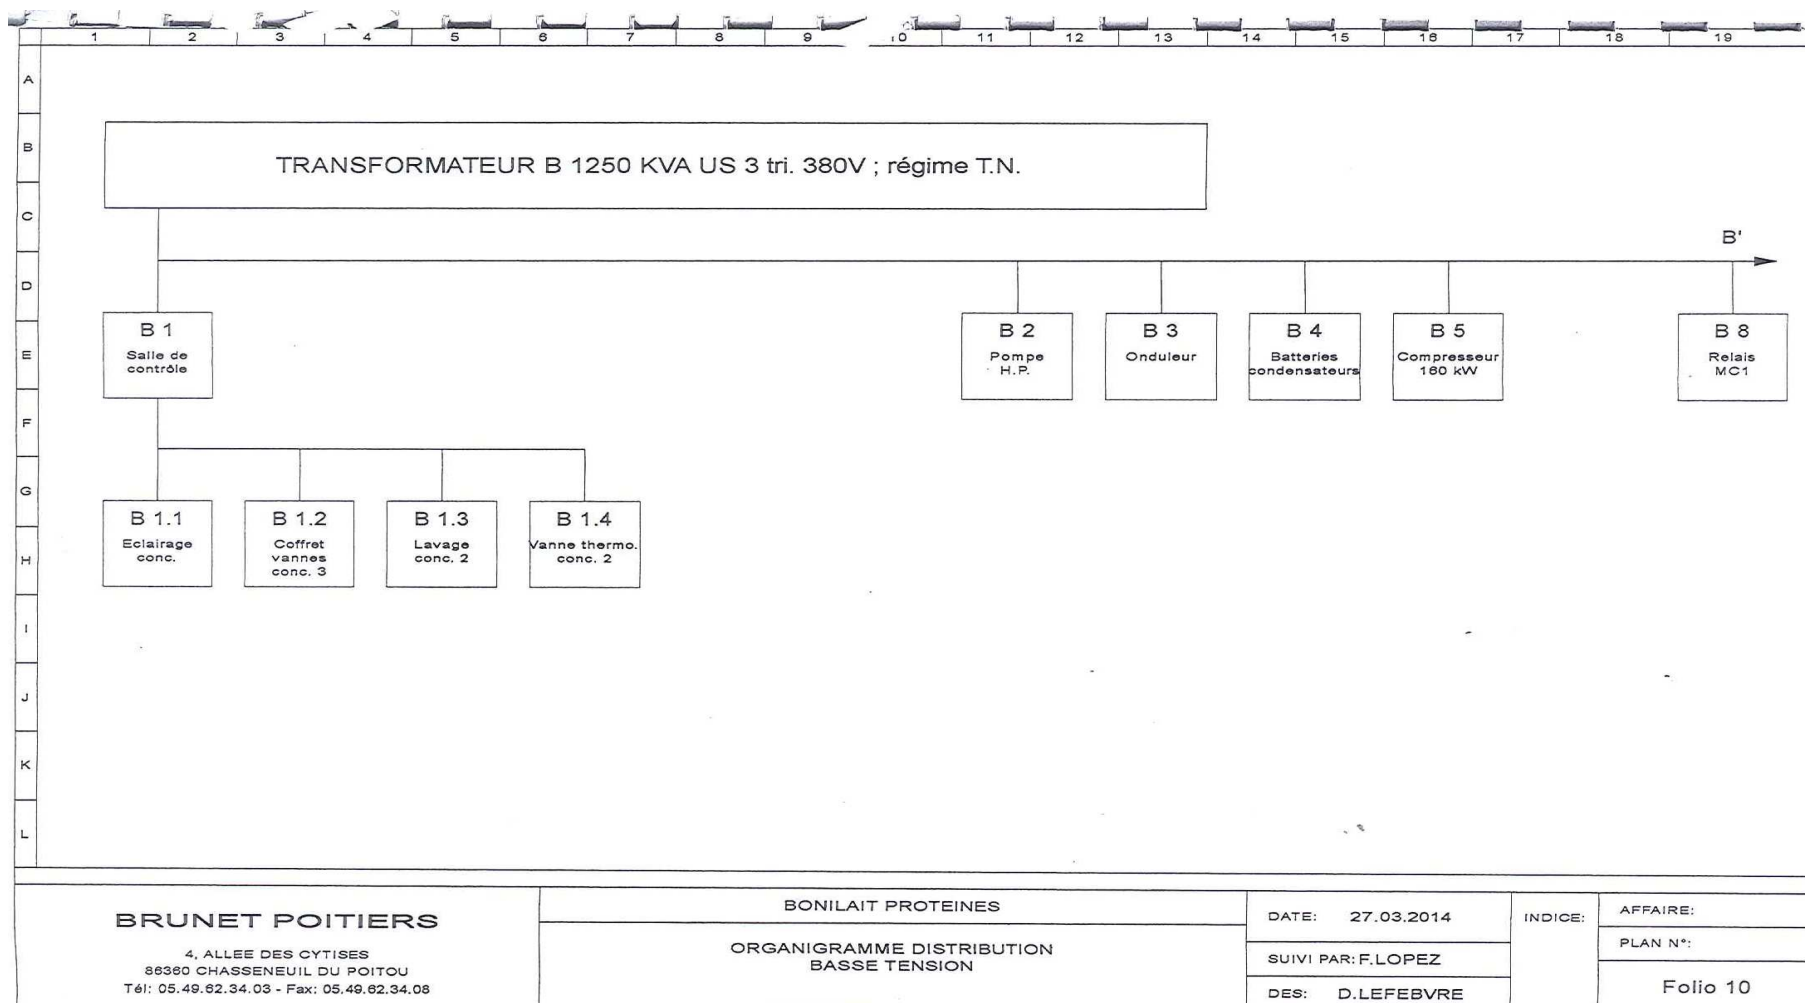 1 2 3 4 5 6 7 8 9 10 11 12 13 14 15 16 17 18 19
A
B
C
D
E
F
G
H
I
J
K
L
TRANSFORMATEUR B 1250 KVA US 3 tri. 380V ; régime T.N.
B'
B 1
Salle de
contrôle
B 2
Pompe
H.P.
B 3
Onduleur
B 4
Batteries
condensateurs
B 5
Compresseur
160 kW
B 8
Relais
MC1
B 1.1
Eclairage
conc.
B 1.2
Coffret
vannes
conc. 3
B 1.3
Lavage
conc. 2
B 1.4
Vanne thermo.
conc. 2
BRUNET POITIERS
4, ALLEE DES CYTISES
86360 CHASSENEUIL DU POITOU
Tél: 05.49.62.34.03 - Fax: 05.49.62.34.08
BONILAIT PROTEINES
ORGANIGRAMME DISTRIBUTION
BASSE TENSION
DATE: 27.03.2014
SUIVI PAR: F.LOPEZ
DES: D.LEFEBVRE
INDICE:
AFFAIRE:
PLAN N°:
Folio 10